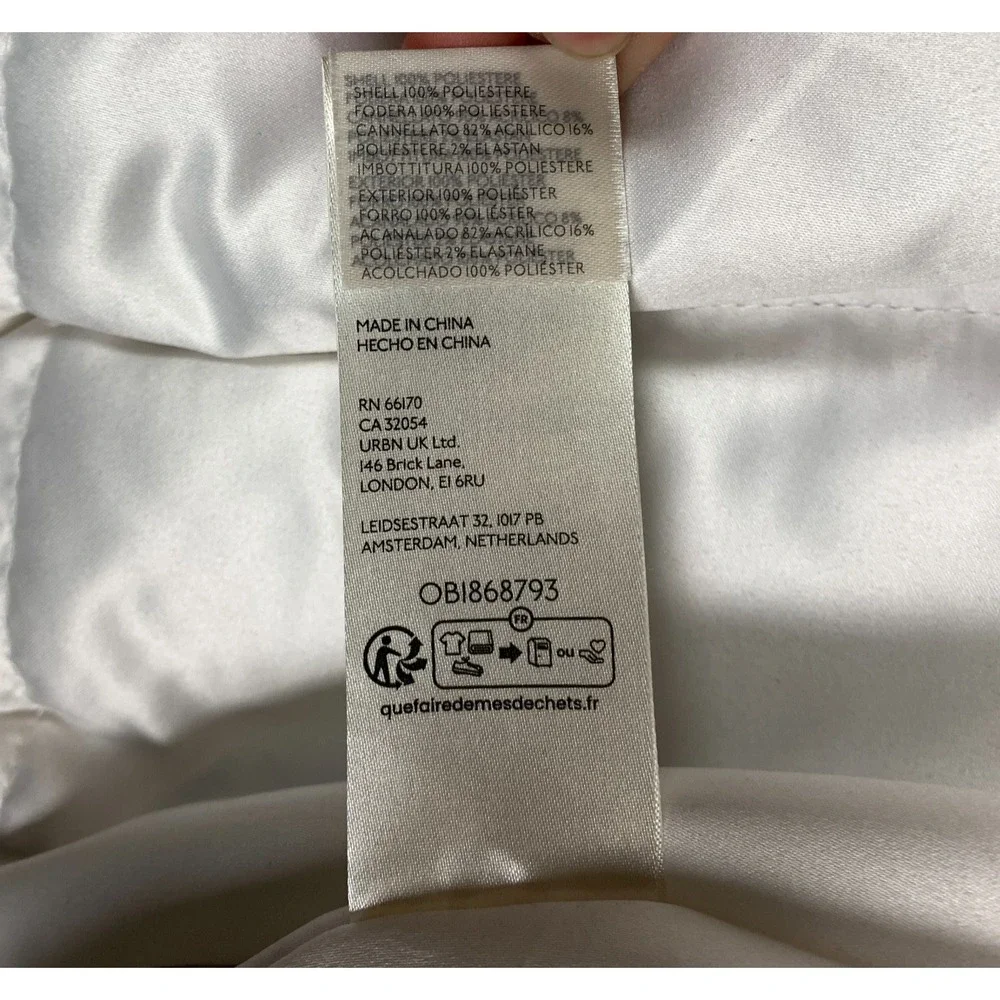 SHELL 100% POLIESTERE
FODERA 100% POLIESTERE
CANNELLATO 82% ACRILICO 16%
POLIESTERE 2% ELASTAN
IMBOTTITURA 100% POLIESTERE
EXTERIOR 100% POLIÉSTER
FORRO 100% POLIÉSTER
ACANALADO 82% ACRÍLICO 16%
POLIÉSTER 2% ELASTANE
ACOLCHADO 100% POLIÉSTER
MADE IN CHINA
HECHO EN CHINA
RN 66170
CA 32054
URBN UK Ltd.
146 Brick Lane,
LONDON, E1 6RU
LEIDSESTRAAT 32, 1017 PB
AMSTERDAM, NETHERLANDS
OB1868793
FR
ou
quefairedemesdechets.fr